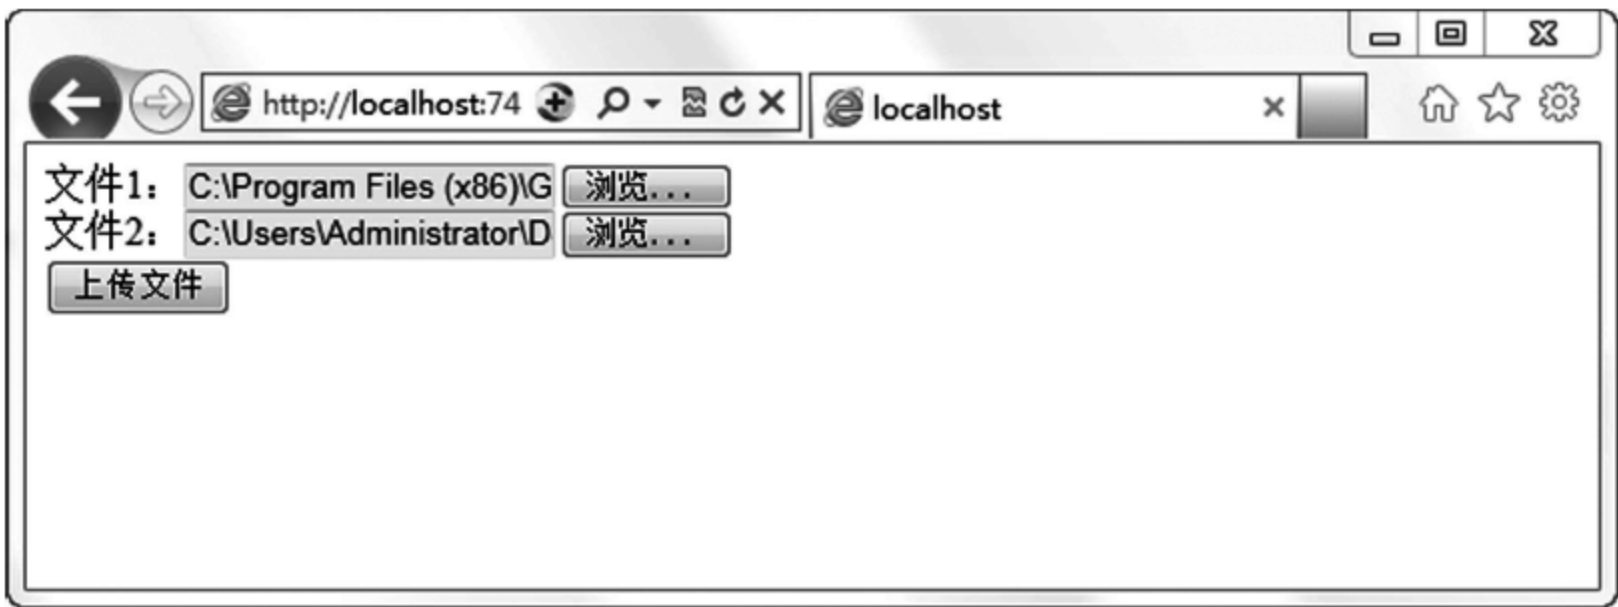 http://localhost:74
localhost
文件1： C:\Program Files (x86)\G 浏览...
文件2： C:\Users\Administrator\D 浏览...
上传文件